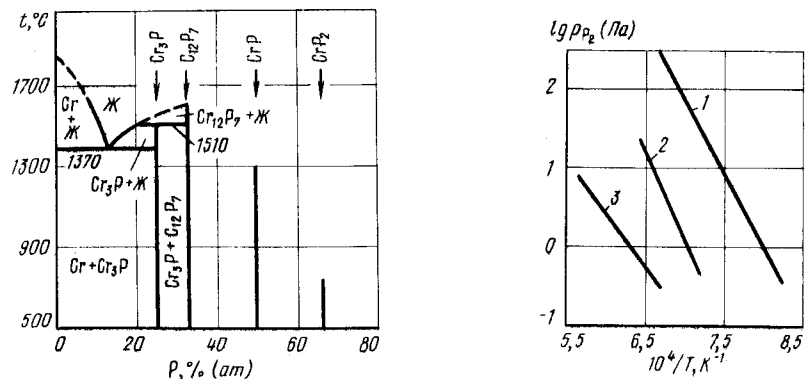 t,°C
Cr₃P
C₁₂P₇
CrP
CrP₂
1700
1300
900
500
Cr
+
Ж
Ж
Cr₁₂P₇ + Ж
1510
1370
Cr₃P + Ж
Cr + Cr₃P
Cr₃P + C₁₂P₇
0 20 40 60 80
P, % (ат)
lg p_P₂ (Па)
2
1
0
-1
1
2
3
5,5 6,5 7,5 8,5
10⁴/T, K⁻¹